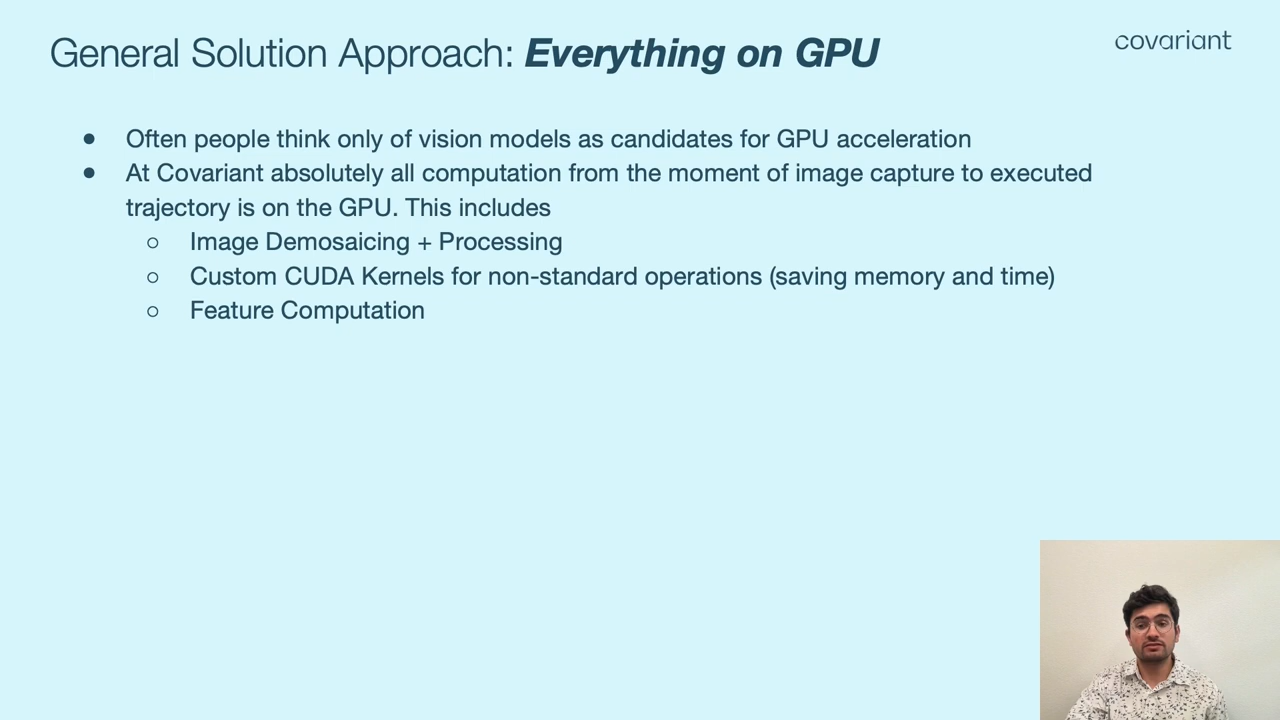 General Solution Approach: Everything on GPU
covariant
● Often people think only of vision models as candidates for GPU acceleration
● At Covariant absolutely all computation from the moment of image capture to executed
trajectory is on the GPU. This includes
○ Image Demosaicing + Processing
○ Custom CUDA Kernels for non-standard operations (saving memory and time)
○ Feature Computation